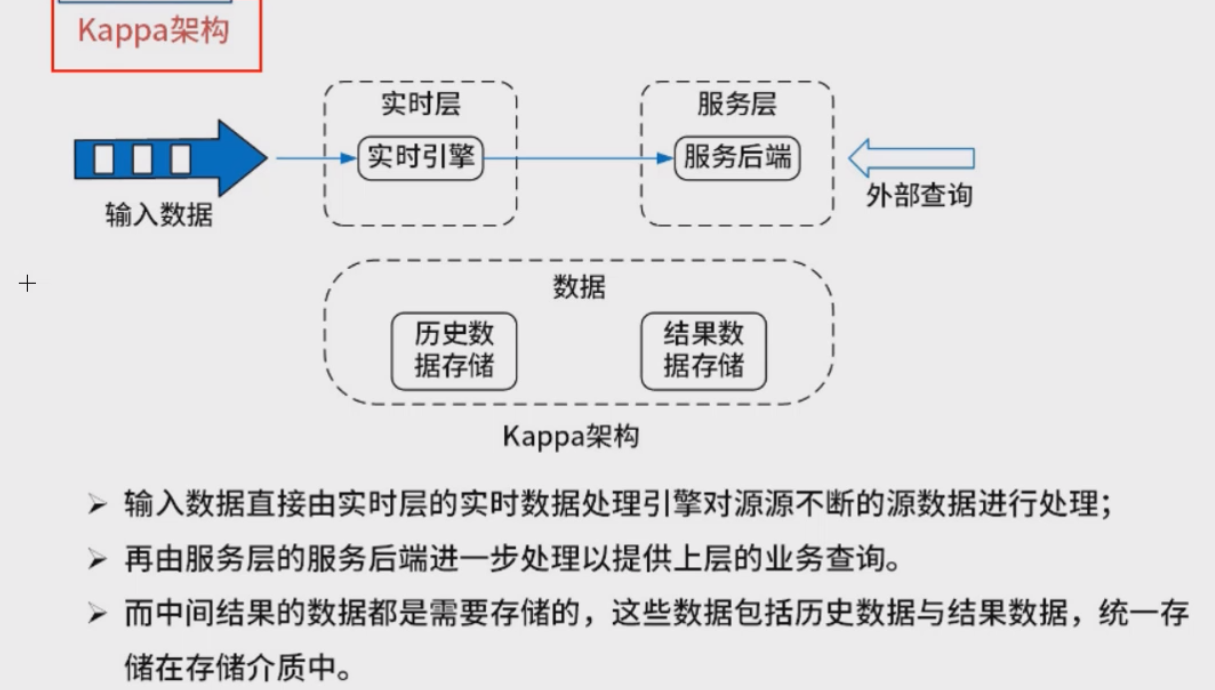 Kappa架构
实时层
服务层
实时引擎
服务后端
输入数据
外部查询
数据
历史数
据存储
结果数
据存储
Kappa架构
➢ 输入数据直接由实时层的实时数据处理引擎对源源不断的源数据进行处理；
➢ 再由服务层的服务后端进一步处理以提供上层的业务查询。
➢ 而中间结果的数据都是需要存储的，这些数据包括历史数据与结果数据，统一存
储在存储介质中。